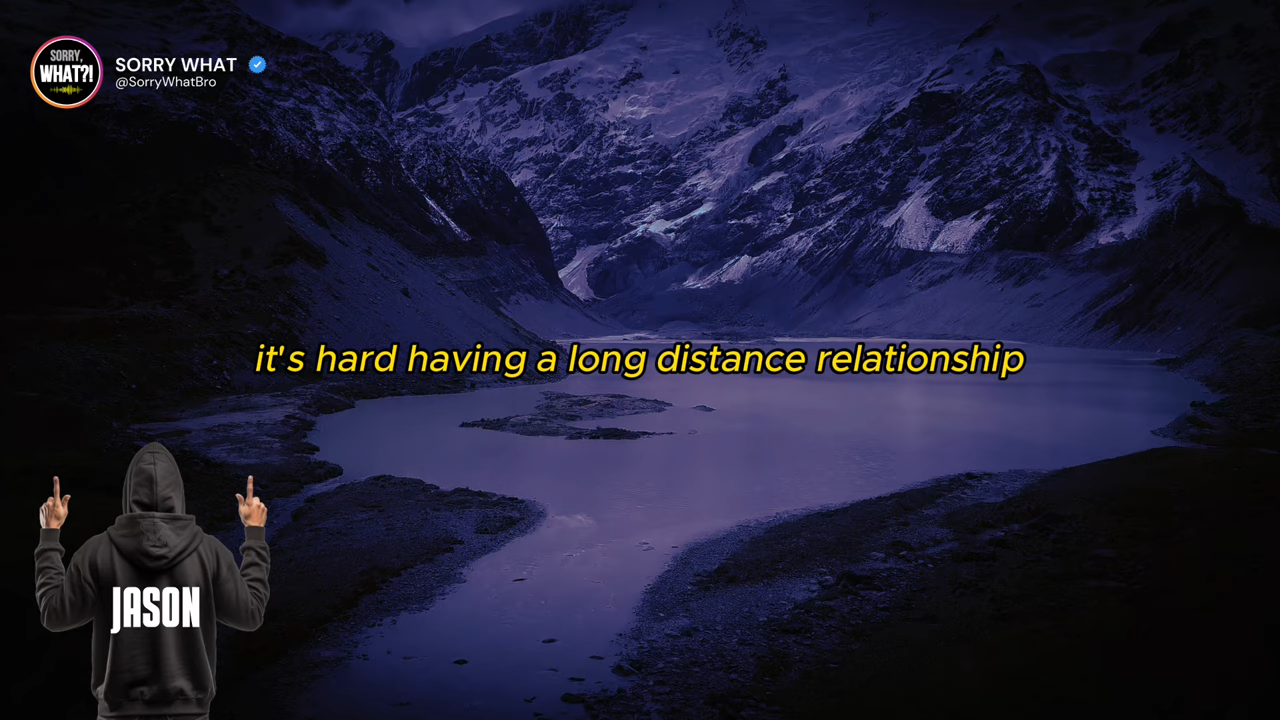 SORRY,
WHAT?!
SORRY WHAT
@SorryWhatBro
it's hard having a long distance relationship
JASON